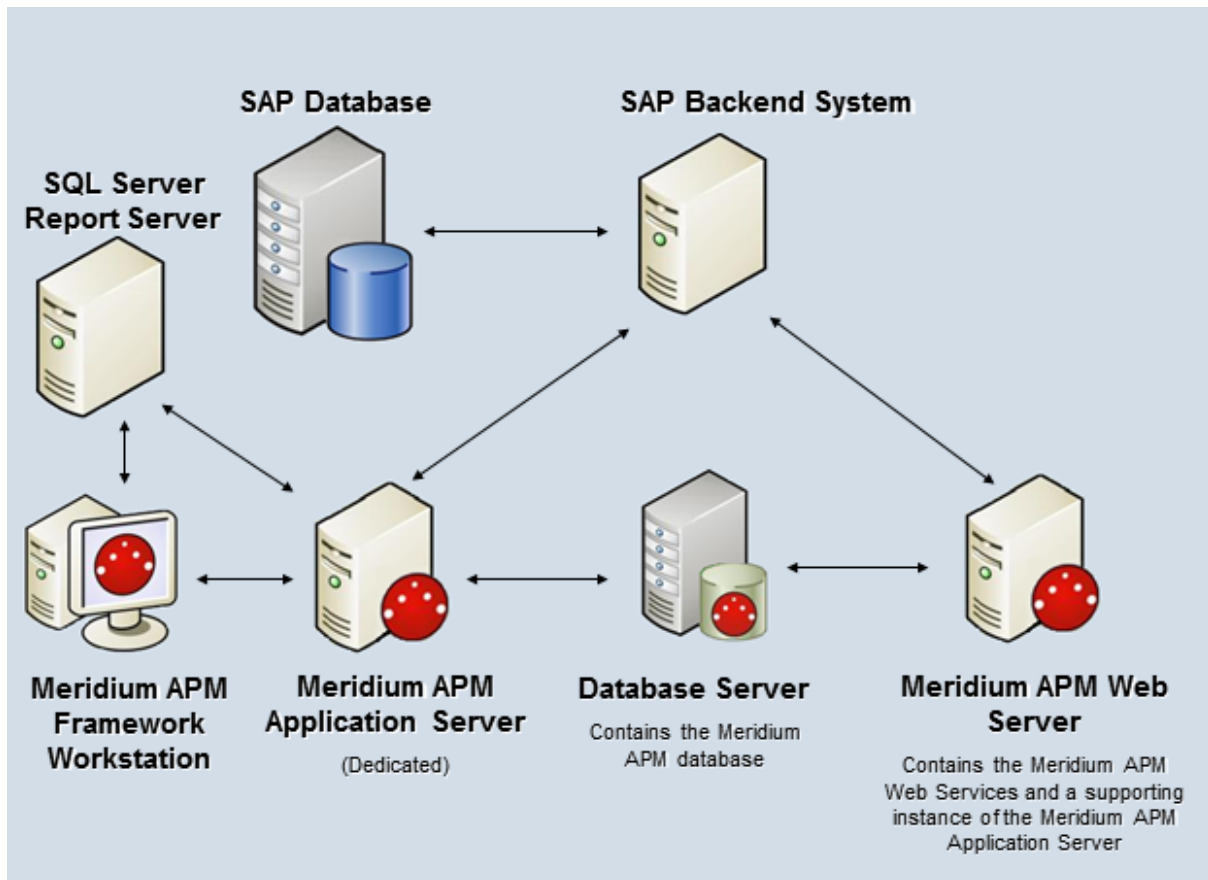 SAP Database
SAP Backend System
SQL Server
Report Server
Meridium APM
Framework
Workstation
Meridium APM
Application Server
(Dedicated)
Database Server
Contains the Meridium
APM database
Meridium APM Web
Server
Contains the Meridium APM
Web Services and a supporting
instance of the Meridium APM
Application Server